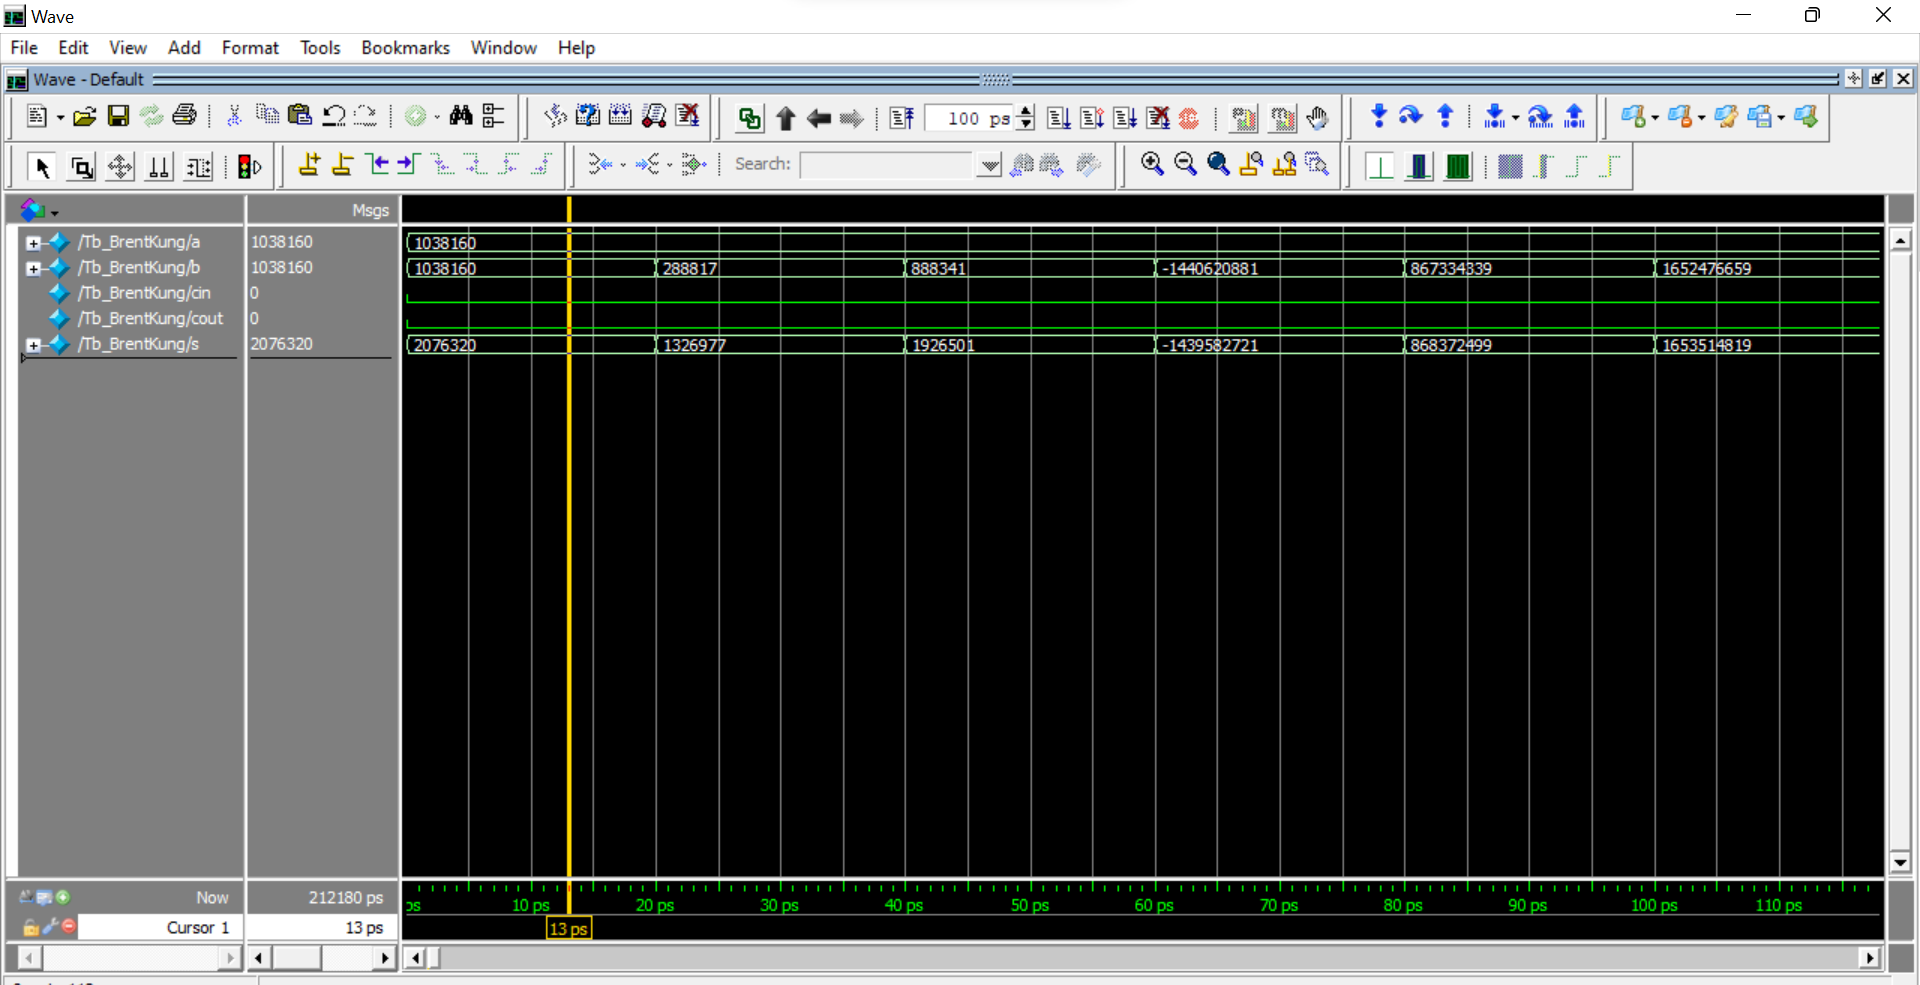 Wave
File Edit View Add Format Tools Bookmarks Window Help
Wave - Default
100 ps
Search:
Msgs
/Tb_BrentKung/a 1038160 1038160
/Tb_BrentKung/b 1038160 1038160 288817 888341 -1440620881 867334339 1652476659
/Tb_BrentKung/cin 0
/Tb_BrentKung/cout 0
/Tb_BrentKung/s 2076320 2076320 1326977 1926501 -1439582721 868372499 1653514819
Now 212180 ps ps 10 ps 20 ps 30 ps 40 ps 50 ps 60 ps 70 ps 80 ps 90 ps 100 ps 110 ps
Cursor 1 13 ps 13 ps